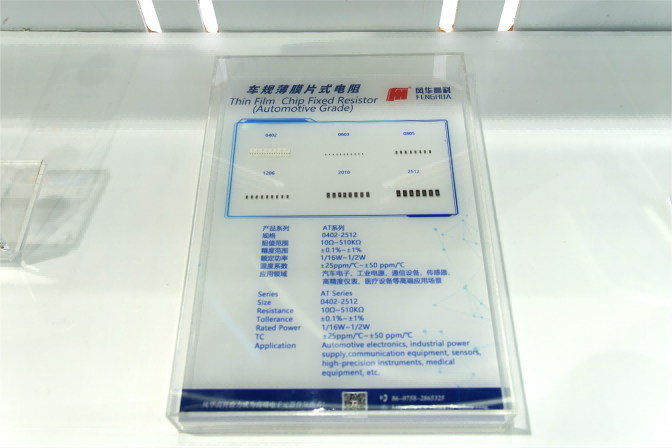 车规薄膜片式电阻
风华高科
FENGHUA
Thin Film Chip Fixed Resistor
(Automotive Grade)
0402 0603 0805
1206 2010 2512
产品系列 AT系列
规格 0402-2512
阻值范围 10Ω~510KΩ
精度范围 ±0.1%~±1%
额定功率 1/16W~1/2W
温度系数 ±25ppm/℃~±50 ppm/℃
应用领域 汽车电子、工业电源、通信设备、传感器、
高精度仪表、医疗设备等高端应用场景
Series AT Series
Size 0402-2512
Resistance 10Ω~510KΩ
Tollerance ±0.1%~±1%
Rated Power 1/16W~1/2W
TC ±25ppm/℃~±50 ppm/℃
Application Automotive electronics, industrial power
supply,communication equipment, sensors,
high-precision instruments, medical
equipment, etc.
86-0758-2865325